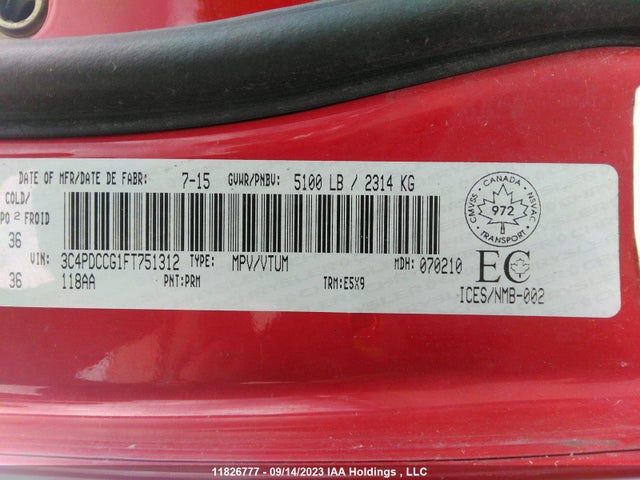 DATE OF MFR/DATE DE FABR: 7-15 GVWR/PNBV: 5100 LB / 2314 KG
COLD/
PO 2 FROID
36
VIN: 3C4PDCCG1FT751312 TYPE: MPV/VTUM MDH: 070210
36 118AA PNT:PRM TRM:E5X9
CANADA
CMVSS 972 NSVAC
TRANSPORT
EC
ICES/NMB-002
11826777 - 09/14/2023 IAA Holdings , LLC